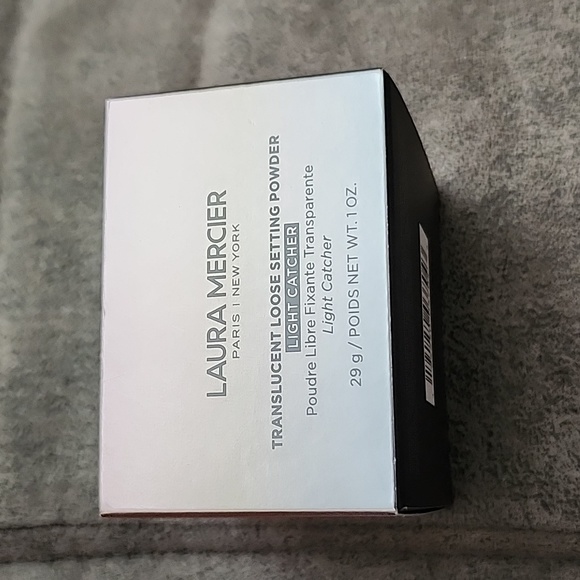 LAURA MERCIER
PARIS | NEW YORK
TRANSLUCENT LOOSE SETTING POWDER
LIGHT CATCHER
Poudre Libre Fixante Transparente
Light Catcher
29 g / POIDS NET WT. 1 OZ.